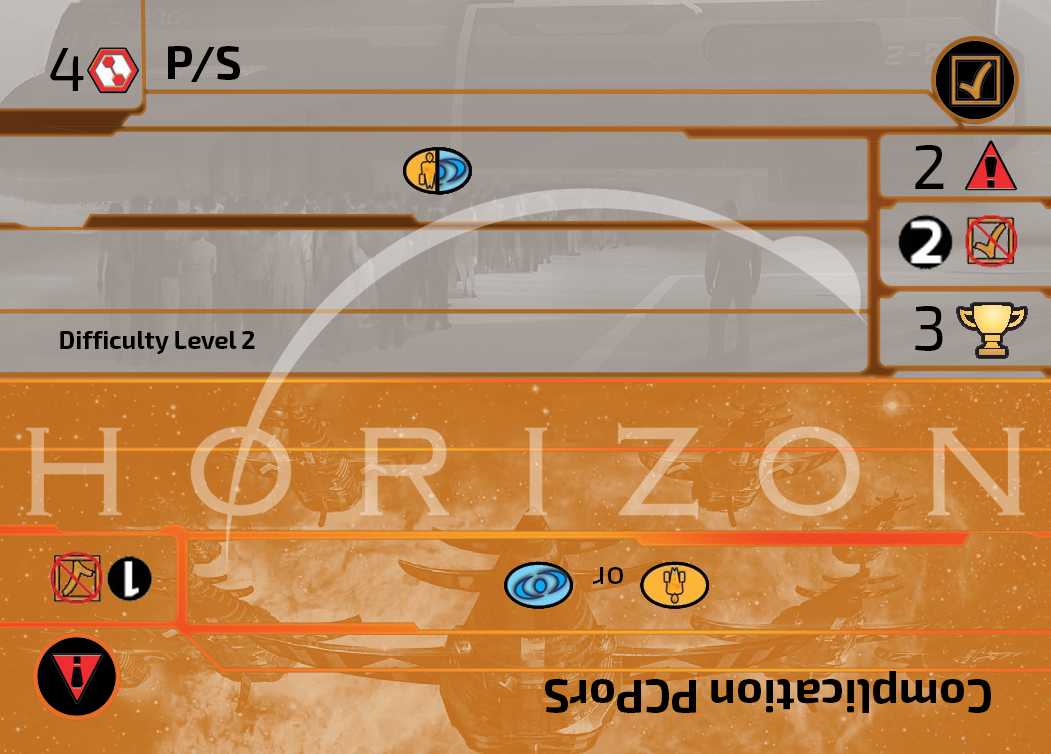 4 P/S
2
2
Difficulty Level 2
3
HORIZON
1
or
Complication PCPorS